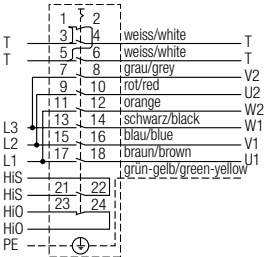 1 2
T 3 4 weiss/white T
T 5 6 weiss/white T
7 8 grau/grey V2
9 10 rot/red U2
11 12 orange W2
L3 13 14 schwarz/black W1
L2 15 16 blau/blue V1
L1 17 18 braun/brown U1
HiS grün-gelb/green-yellow
HiS 21 22
HiO 23 24
HiO
PE